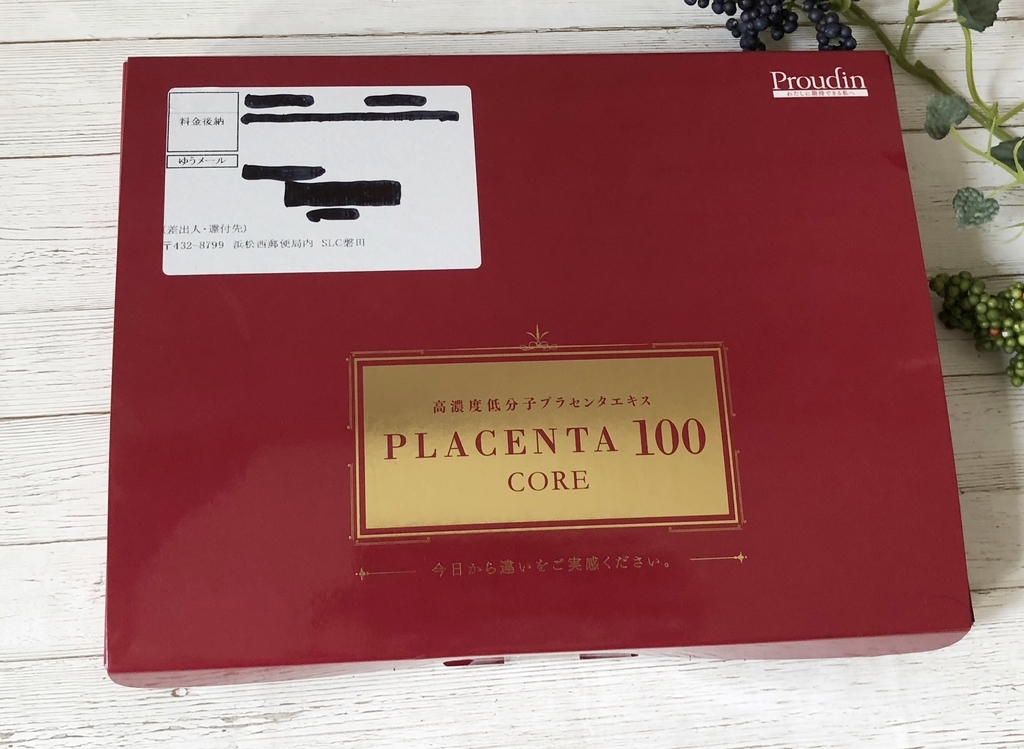 Proudin
わたしに期待できる私へ
料金後納
ゆうメール
(差出人・還付先)
〒432-8799 浜松西郵便局内 SLC磐田
高濃度低分子プラセンタエキス
PLACENTA 100
CORE
今日から違いをご実感ください。